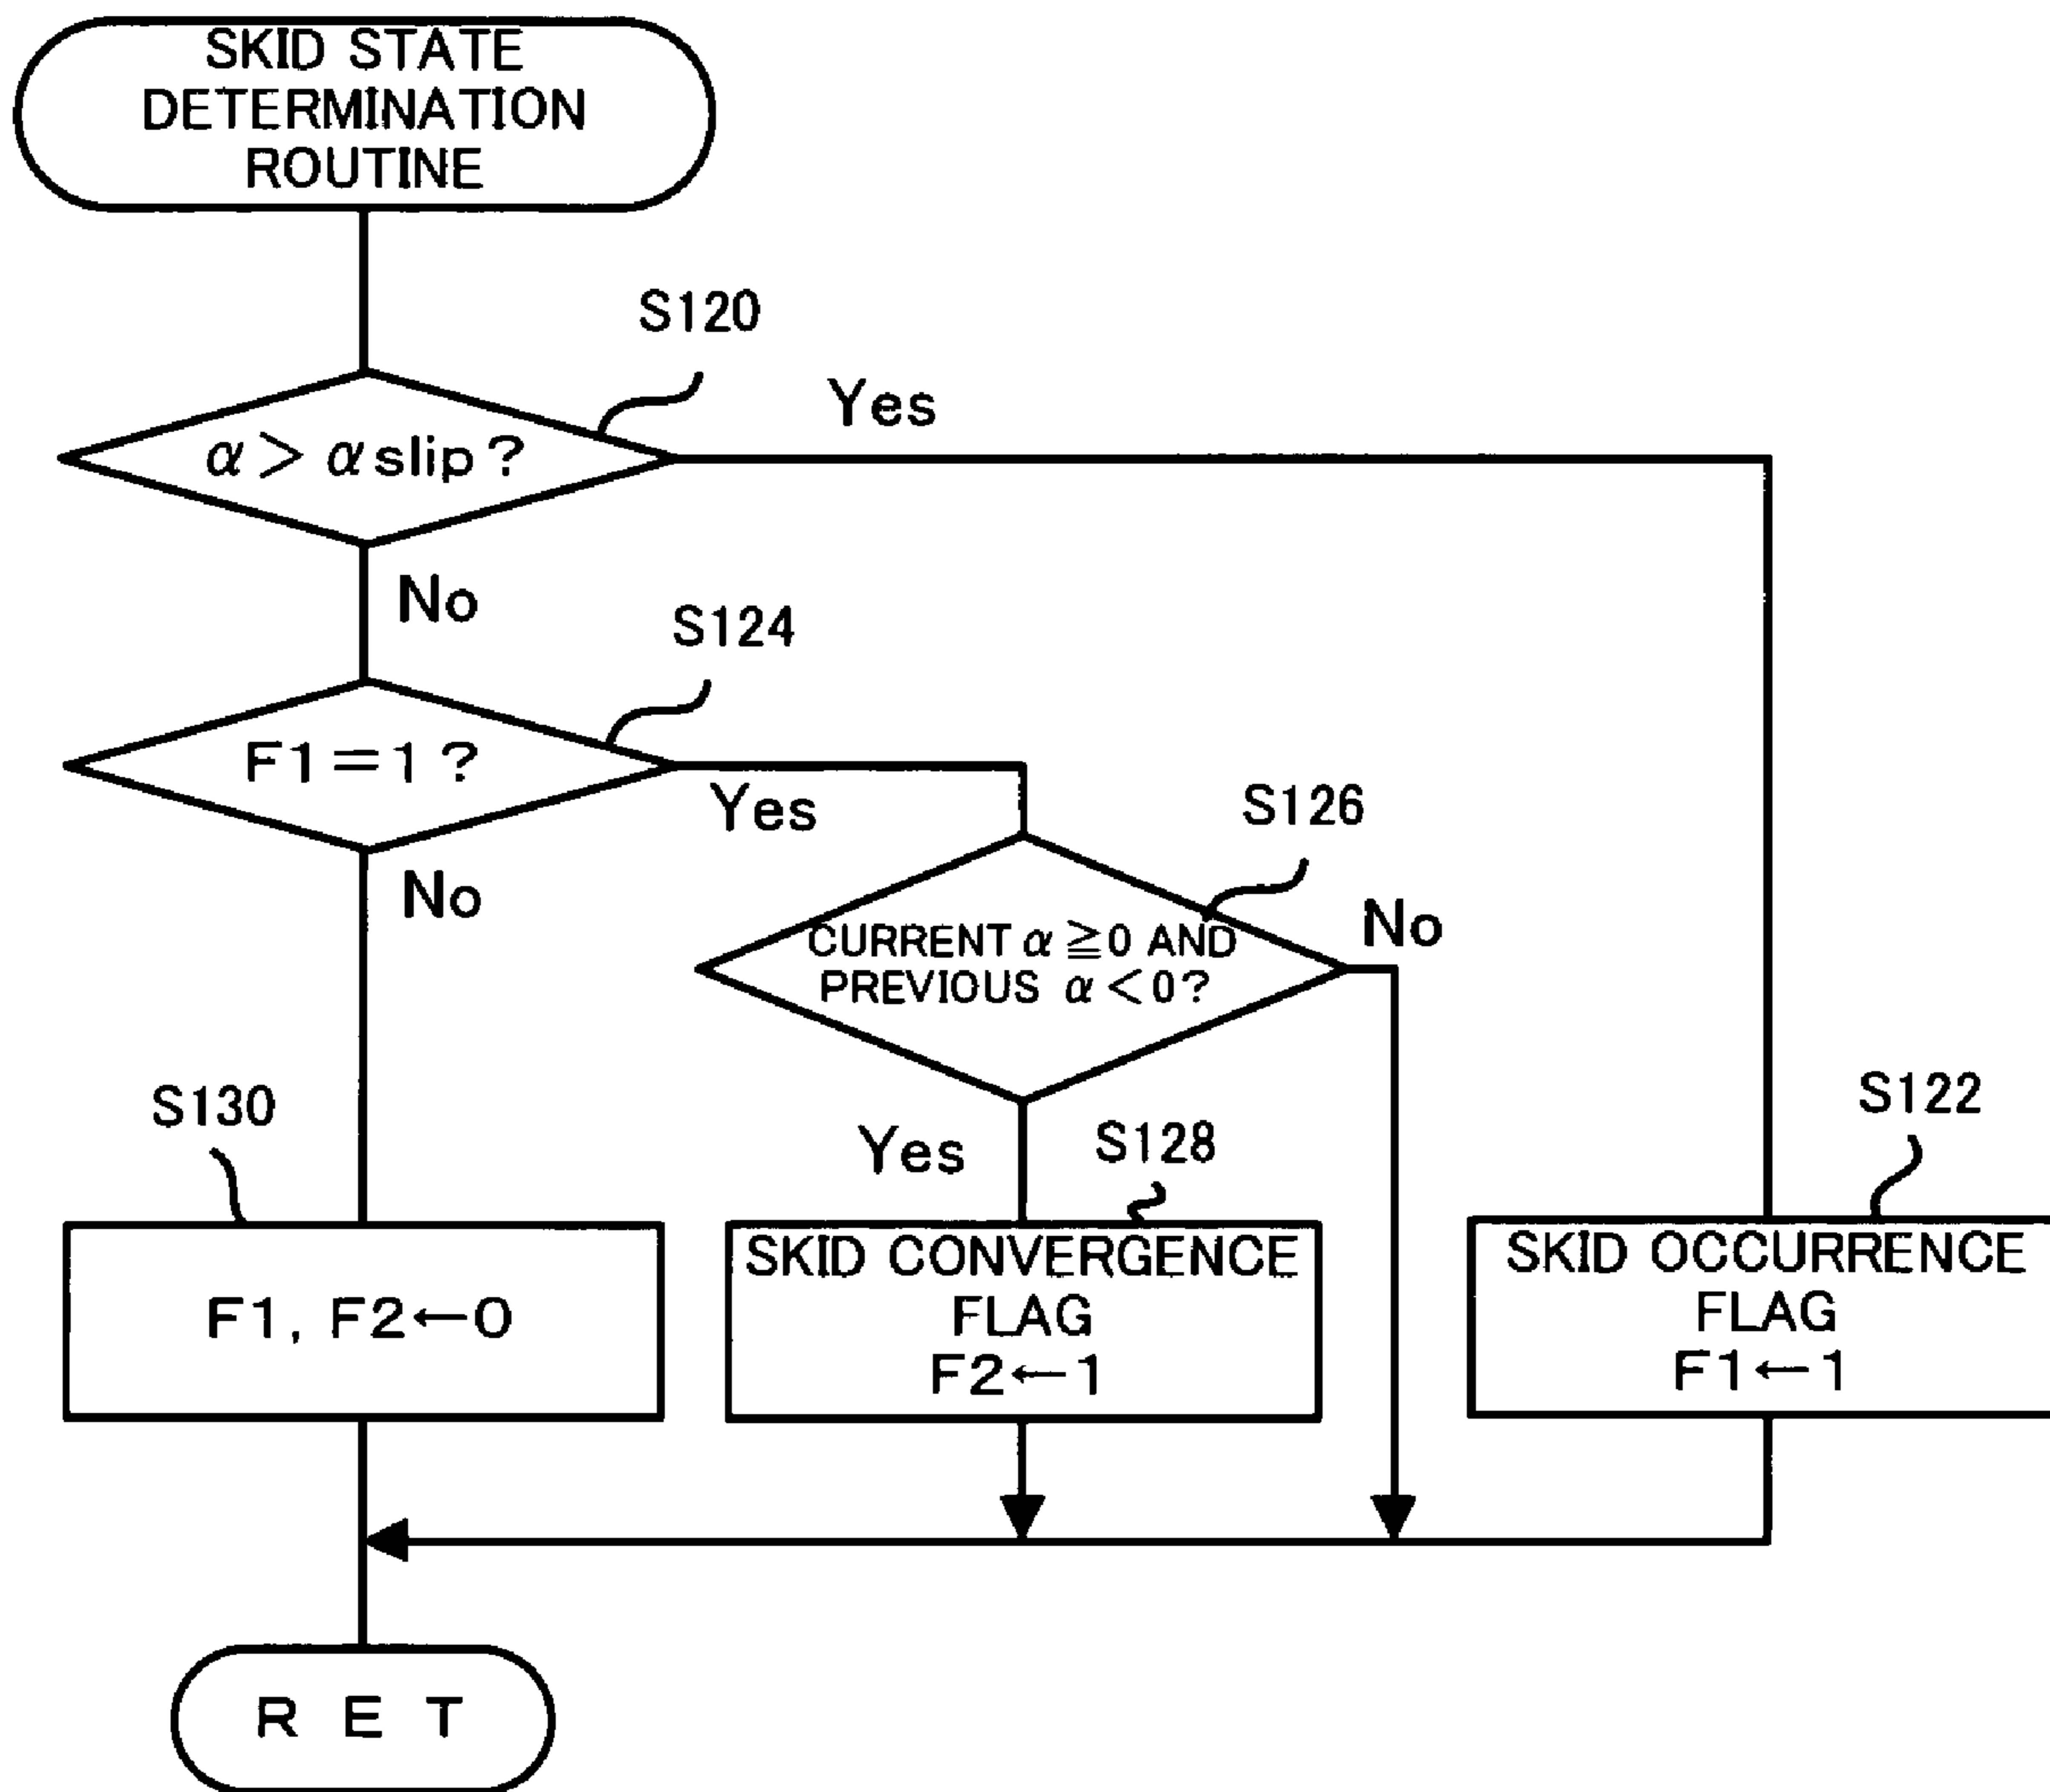 SKID STATE
DETERMINATION
ROUTINE
S120
Yes
α > α slip ?
No
S124
F1=1 ?
Yes
S126
No
No
CURRENT α ≧0 AND
PREVIOUS α <0 ?
S130
Yes
S128
S122
F1, F2←0
SKID CONVERGENCE
FLAG
F2←1
SKID OCCURRENCE
FLAG
F1←1
R E T